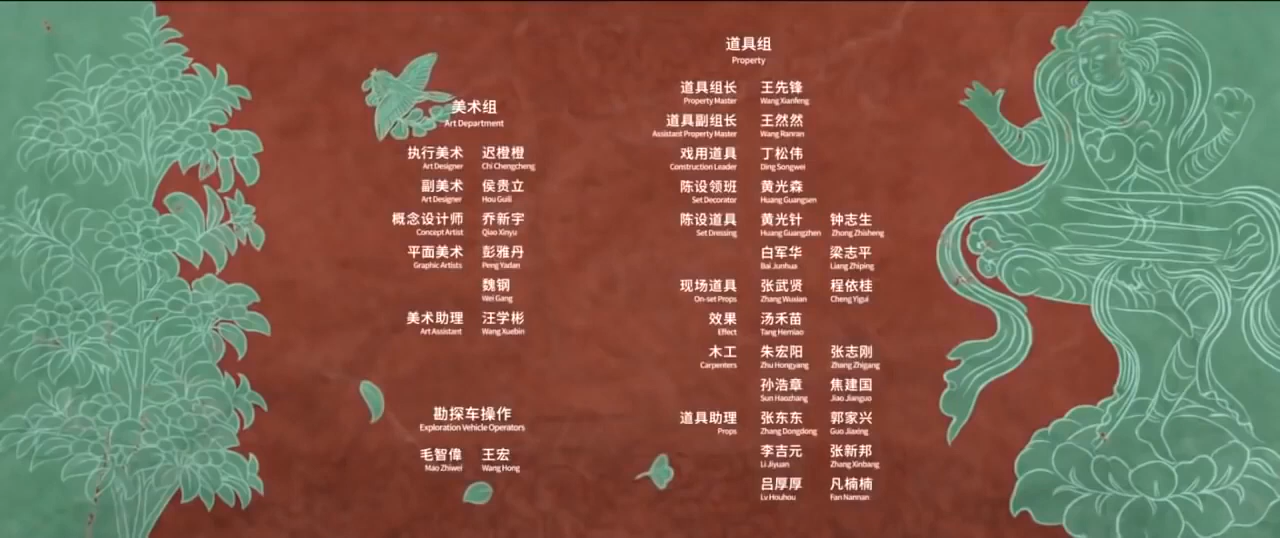 美术组
Art Department
执行美术 迟橙橙
Art Designer Chi Chengcheng
副美术 侯贵立
Art Designer Hou Guili
概念设计师 乔新宇
Concept Artist Qiao Xinyu
平面美术 彭雅丹
Graphic Artists Peng Yadan
魏钢
Wei Gang
美术助理 汪学彬
Art Assistant Wang Xuebin
勘探车操作
Exploration Vehicle Operators
毛智偉 王宏
Mao Zhiwei Wang Hong
道具组
Property
道具组长 王先锋
Property Master Wang Xianfeng
道具副组长 王然然
Assistant Property Master Wang Ranran
戏用道具 丁松伟
Construction Leader Ding Songwei
陈设领班 黄光森
Set Decorator Huang Guangsen
陈设道具 黄光针 钟志生
Set Dressing Huang Guangzhen Zhong Zhisheng
白军华 梁志平
Bai Junhua Liang Zhiping
现场道具 张武贤 程依桂
On-set Props Zhang Wuxian Cheng Yigui
效果 汤禾苗
Effect Tang Hemiao
木工 朱宏阳 张志刚
Carpenters Zhu Hongyang Zhang Zhigang
孙浩章 焦建国
Sun Haozhang Jiao Jianguo
道具助理 张东东 郭家兴
Props Zhang Dongdong Guo Jiaxing
李吉元 张新邦
Li Jiyuan Zhang Xinbang
吕厚厚 凡楠楠
Lv Houhou Fan Nannan